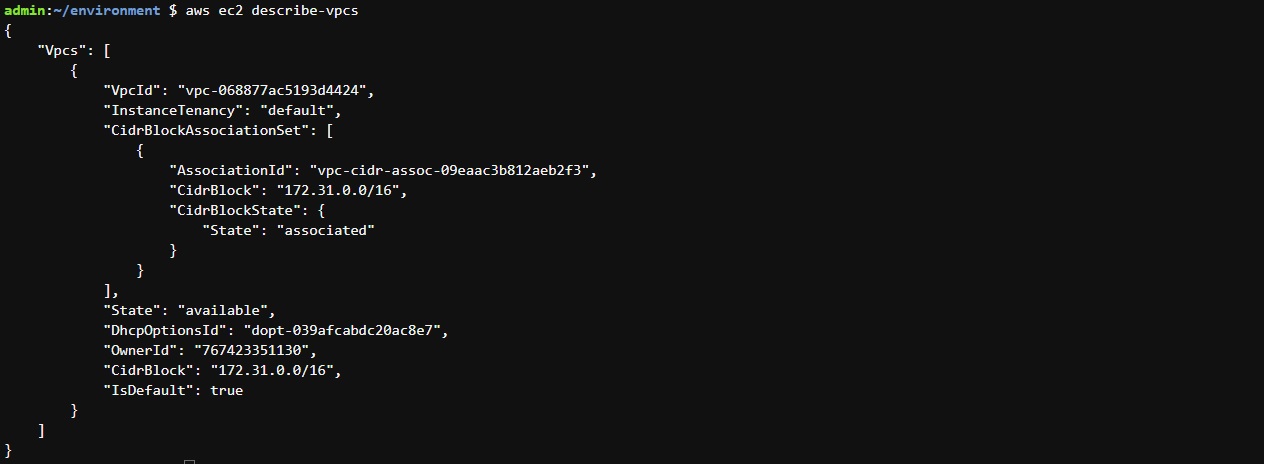 admin:~/environment $ aws ec2 describe-vpcs
{
    "Vpcs": [
        {
            "VpcId": "vpc-068877ac5193d4424",
            "InstanceTenancy": "default",
            "CidrBlockAssociationSet": [
                {
                    "AssociationId": "vpc-cidr-assoc-09eaac3b812aeb2f3",
                    "CidrBlock": "172.31.0.0/16",
                    "CidrBlockState": {
                        "State": "associated"
                    }
                }
            ],
            "State": "available",
            "DhcpOptionsId": "dopt-039afcabdc20ac8e7",
            "OwnerId": "767423351130",
            "CidrBlock": "172.31.0.0/16",
            "IsDefault": true
        }
    ]
}